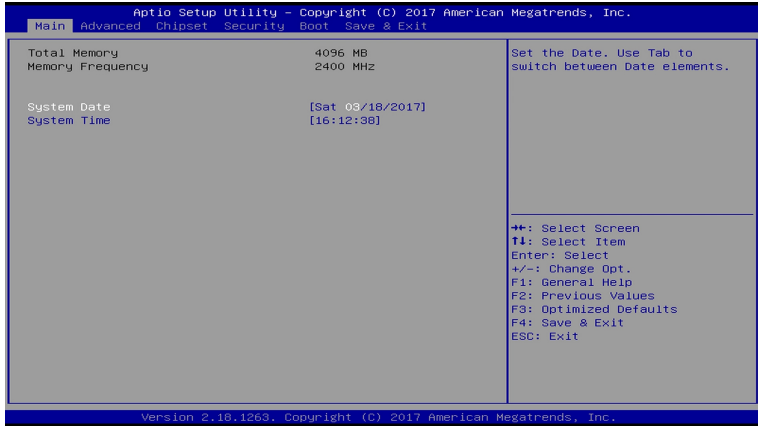 Aptio Setup Utility – Copyright (C) 2017 American Megatrends, Inc.
Main Advanced Chipset Security Boot Save & Exit
Total Memory 4096 MB
Memory Frequency 2400 MHz
System Date [Sat 03/18/2017]
System Time [16:12:38]
Set the Date. Use Tab to
switch between Date elements.
→←: Select Screen
↑↓: Select Item
Enter: Select
+/-: Change Opt.
F1: General Help
F2: Previous Values
F3: Optimized Defaults
F4: Save & Exit
ESC: Exit
Version 2.18.1263. Copyright (C) 2017 American Megatrends, Inc.